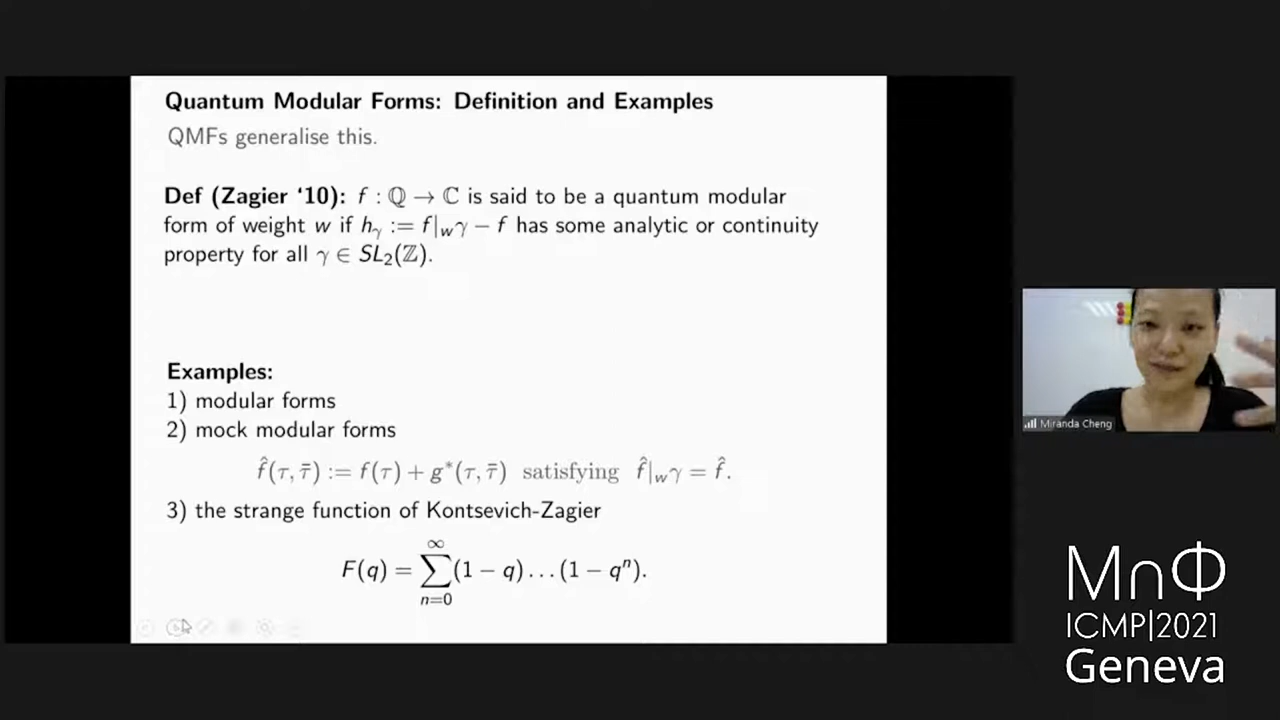 Quantum Modular Forms: Definition and Examples
QMFs generalise this.
Def (Zagier ‘10): f : ℚ → ℂ is said to be a quantum modular
form of weight w if hᵧ := f|_wγ − f has some analytic or continuity
property for all γ ∈ SL₂(ℤ).
Examples:
1) modular forms
2) mock modular forms
f̂(τ, τ̄) := f(τ) + g*(τ, τ̄) satisfying f̂|_wγ = f̂.
3) the strange function of Kontsevich-Zagier
F(q) = ∑_{n=0}^{∞} (1 − q) . . . (1 − qⁿ).
Miranda Cheng
M∩Φ
ICMP|2021
Geneva